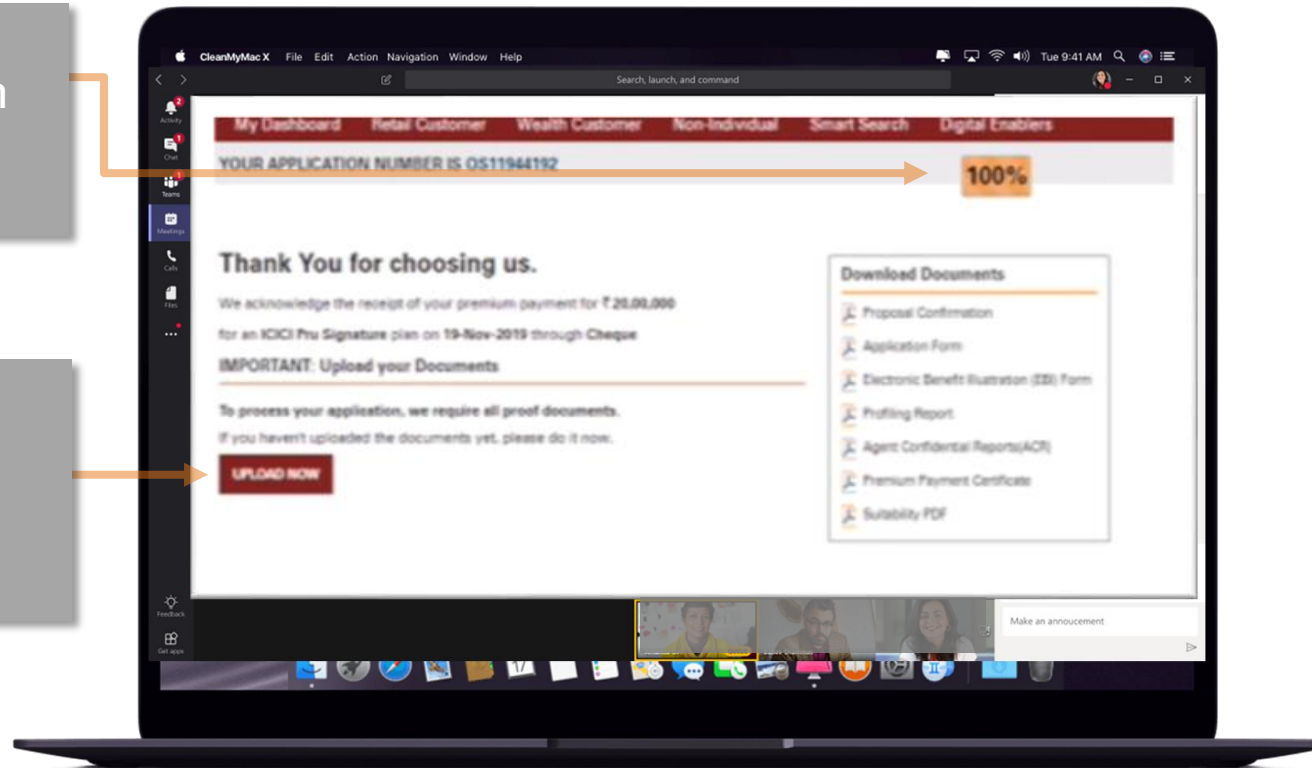 n
CleanMyMac X File Edit Action Navigation Window Help Tue 9:41 AM
Search, launch, and command
2
Activity
1
Chat
1
Teams
Meetings
Calls
Files
Feedback
Get apps
My Dashboard Retail Customer Wealth Customer Non-Individual Smart Search Digital Enablers
YOUR APPLICATION NUMBER IS OS11944192
100%
Thank You for choosing us.
We acknowledge the receipt of your premium payment for ₹ 20,00,000
for an ICICI Pru Signature plan on 19-Nov-2019 through Cheque
IMPORTANT: Upload your Documents
To process your application, we require all proof documents.
If you haven't uploaded the documents yet, please do it now.
UPLOAD NOW
Download Documents
Proposal Confirmation
Application Form
Electronic Benefit Illustration (EBI) Form
Profiling Report
Agent Confidential Reports(ACR)
Premium Payment Certificate
Suitability PDF
Make an annoucement
17